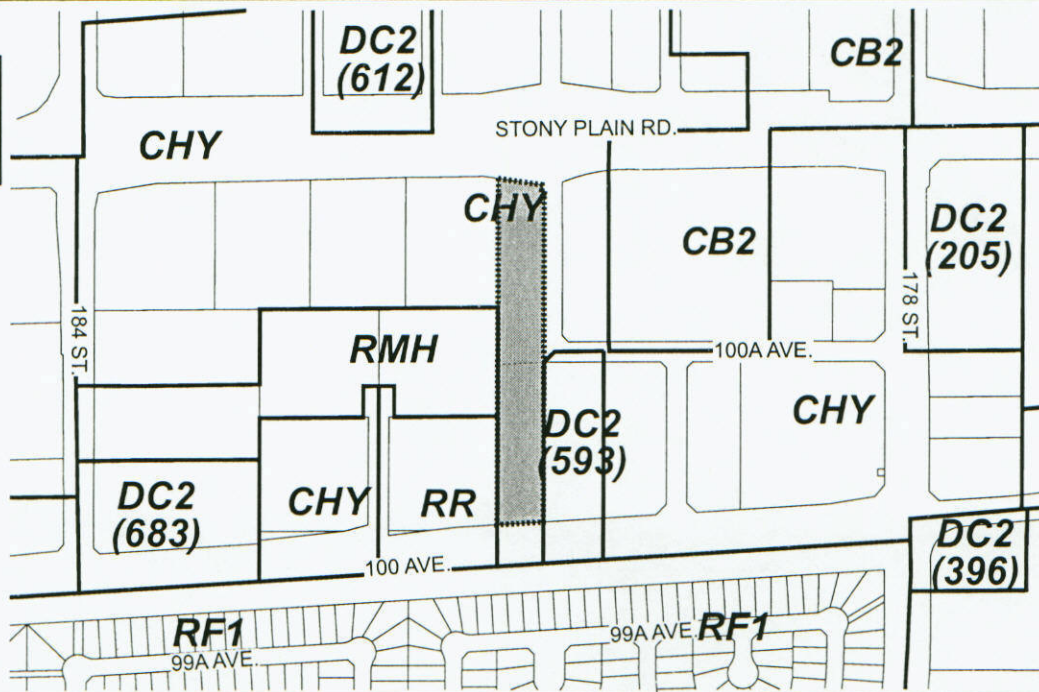 DC2
(612)
CB2
STONY PLAIN RD.
CHY
CHY
CB2
DC2
(205)
184 ST.
178 ST.
RMH
100A AVE.
CHY
DC2
(593)
DC2
(683)
CHY
RR
DC2
(396)
100 AVE.
RF1
99A AVE.
99A AVE.
RF1